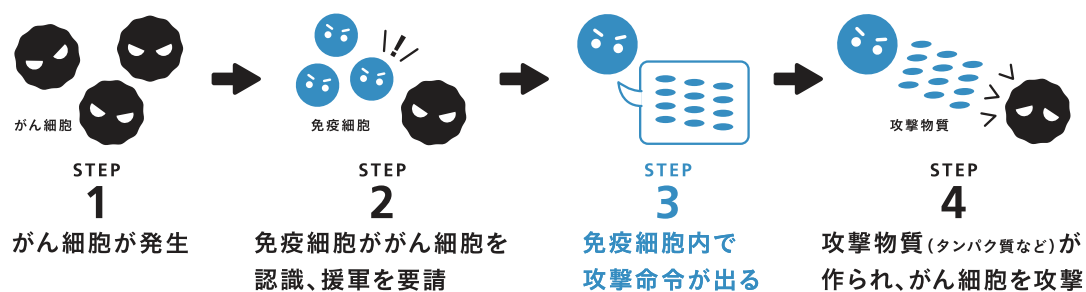 がん細胞
免疫細胞
攻撃物質
STEP
1
がん細胞が発生
STEP
2
免疫細胞ががん細胞を
認識、援軍を要請
STEP
3
免疫細胞内で
攻撃命令が出る
STEP
4
攻撃物質(タンパク質など)が
作られ、がん細胞を攻撃